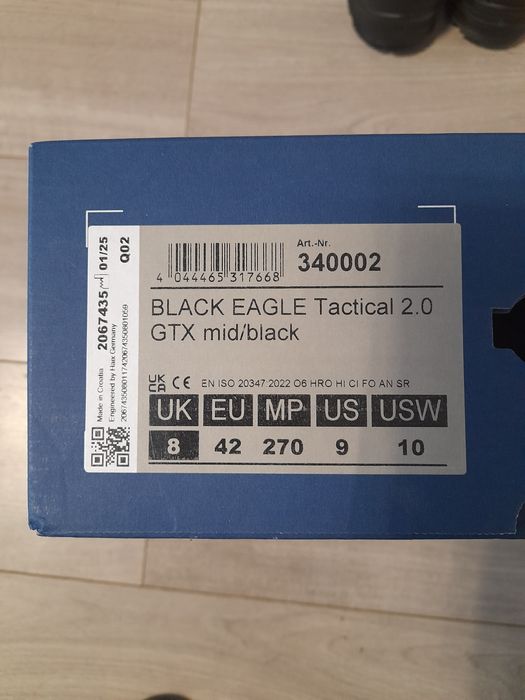 Made in Croatia 2067435 01/25
Engineered by Haix Germany Q02
206743508011742067435080​1059
4 044465 317668
Art.-Nr.
340002
BLACK EAGLE Tactical 2.0
GTX mid/black
UK CA CE EN ISO 20347:2022 O6 HRO HI CI FO AN SR
UK EU MP US USW
8 42 270 9 10